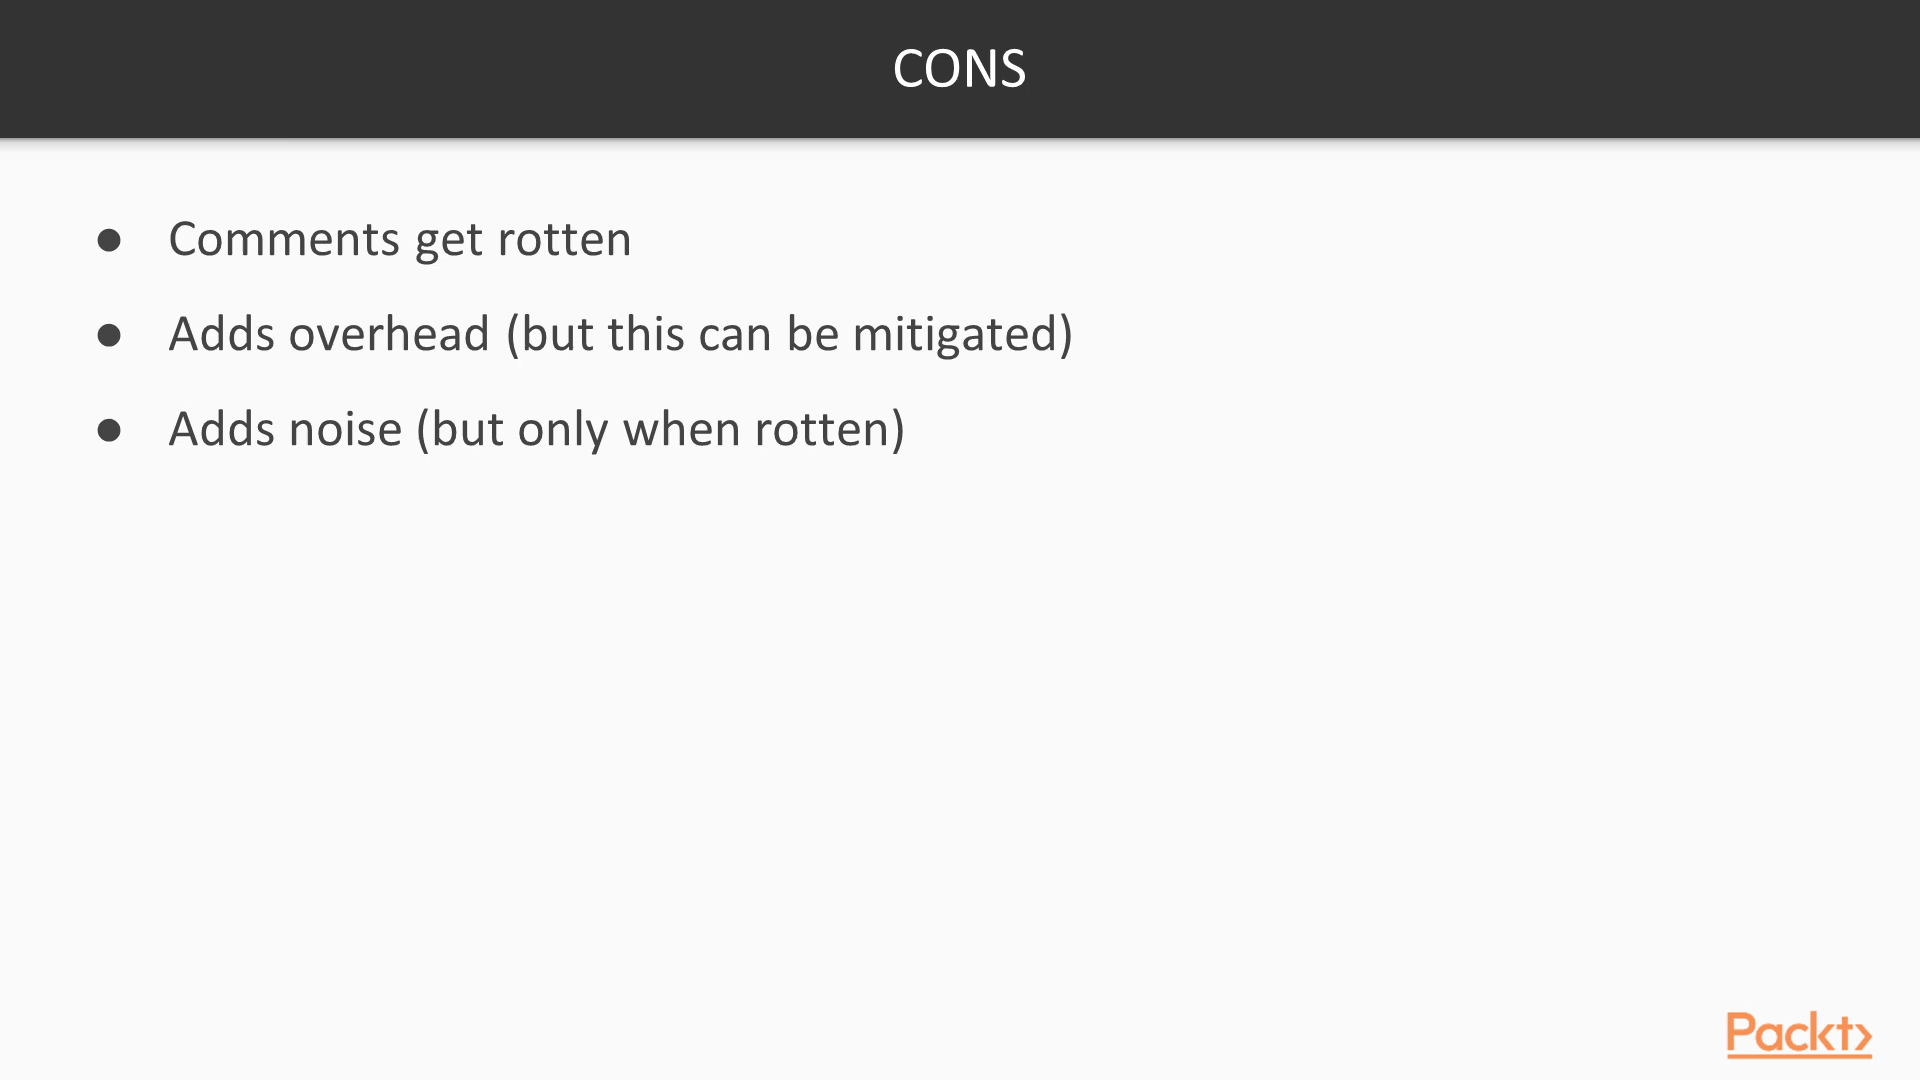 CONS
● Comments get rotten
● Adds overhead (but this can be mitigated)
● Adds noise (but only when rotten)
Packt>